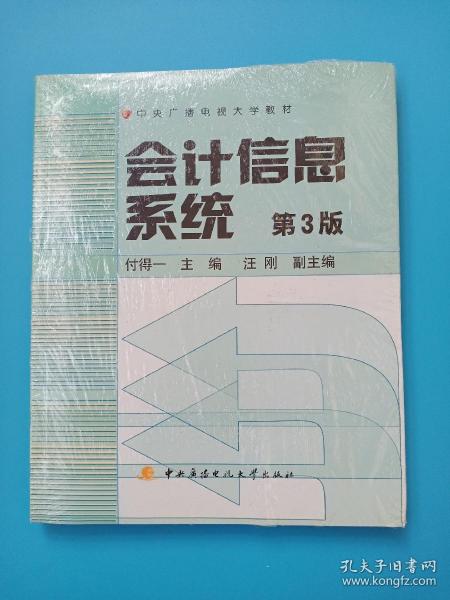 中央广播电视大学教材
会计信息
系统 第3版
付得一 主编 汪刚 副主编
中央广播电视大学出版社
孔夫子旧书网
www.kongfz.com